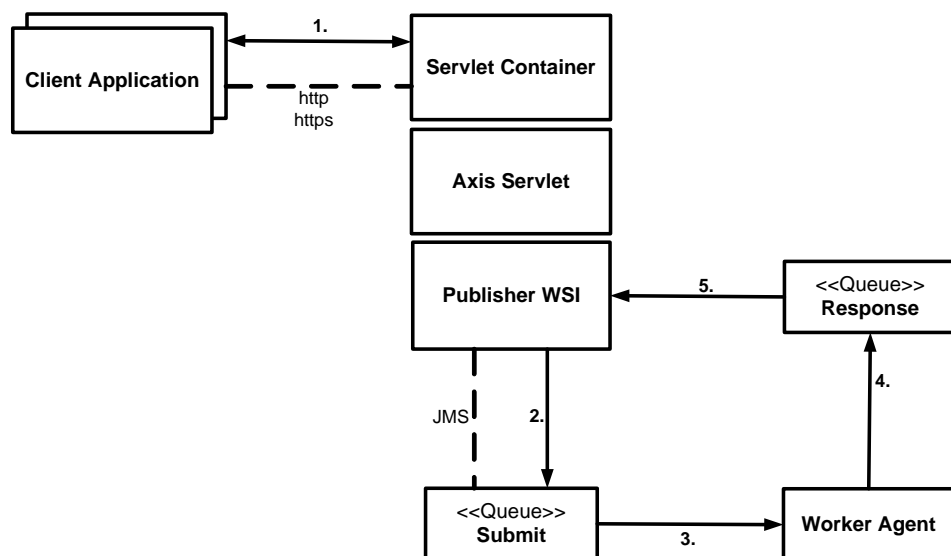 1.
Client Application
Servlet Container
http
https
Axis Servlet
Publisher WSI
5.
<<Queue>>
Response
JMS
2.
4.
<<Queue>>
Submit
3.
Worker Agent